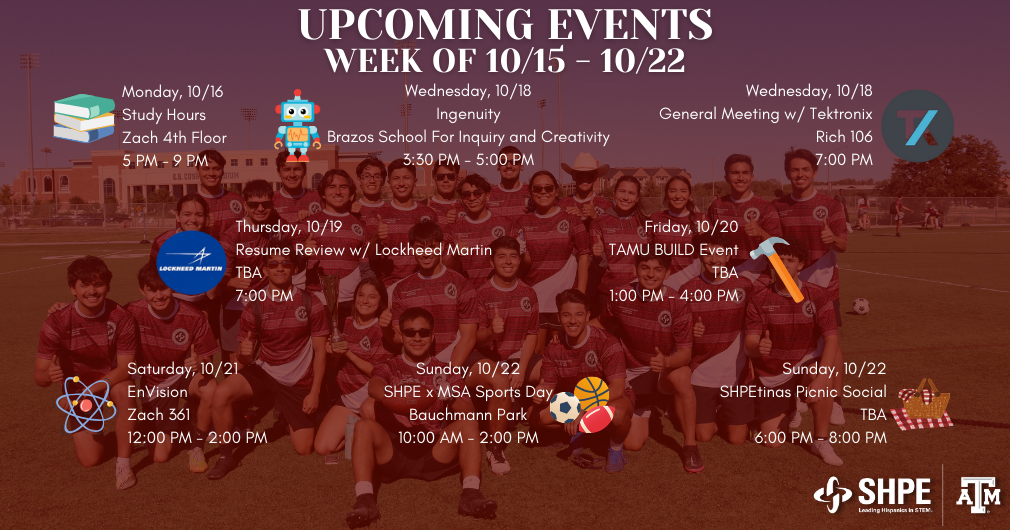 UPCOMING EVENTS
WEEK OF 10/15 - 10/22
Monday, 10/16
Study Hours
Zach 4th Floor
5 PM - 9 PM
Wednesday, 10/18
Ingenuity
Brazos School For Inquiry and Creativity
3:30 PM - 5:00 PM
Wednesday, 10/18
General Meeting w/ Tektronix
Rich 106
7:00 PM
TK
Thursday, 10/19
Resume Review w/ Lockheed Martin
TBA
7:00 PM
LOCKHEED MARTIN
Friday, 10/20
TAMU BUILD Event
TBA
1:00 PM - 4:00 PM
Saturday, 10/21
EnVision
Zach 361
12:00 PM - 2:00 PM
Sunday, 10/22
SHPE x MSA Sports Day
Bauchmann Park
10:00 AM - 2:00 PM
Sunday, 10/22
SHPEtinas Picnic Social
TBA
6:00 PM - 8:00 PM
SHPE
Leading Hispanics in STEM
ATM